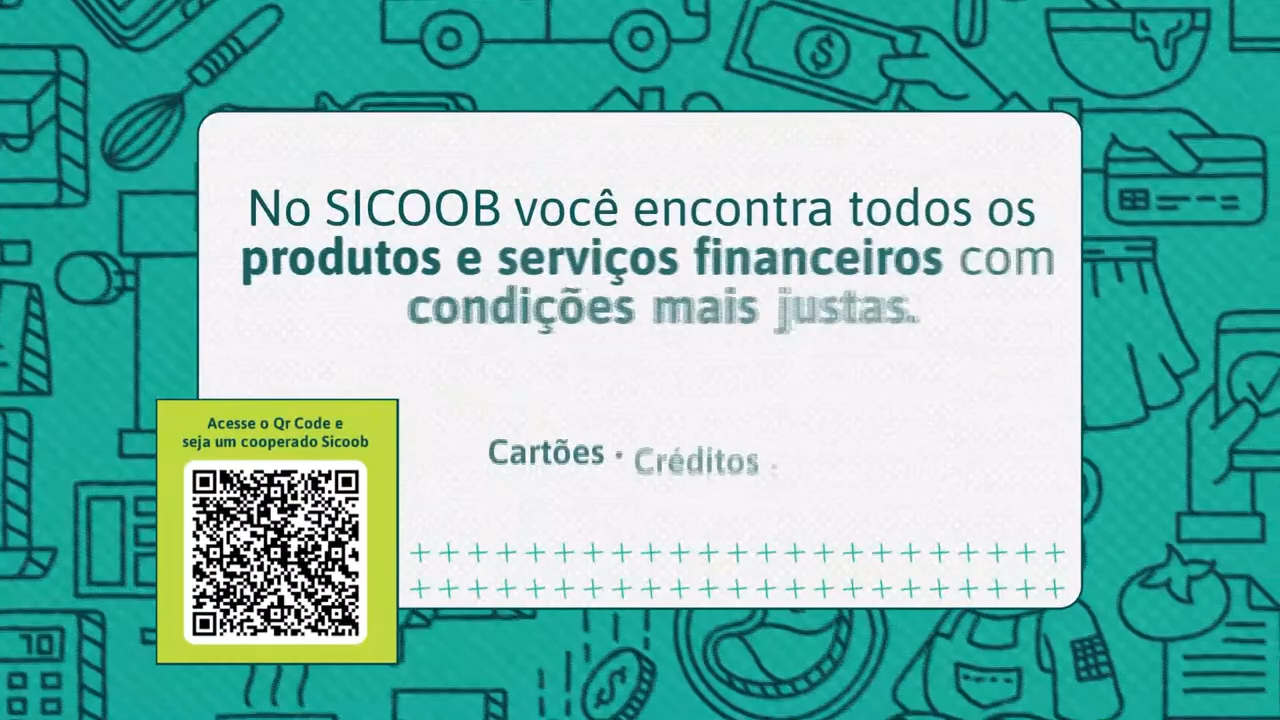 No SICOOB você encontra todos os
produtos e serviços financeiros com
condições mais justas.
Cartões · Créditos ·
Acesse o Qr Code e
seja um cooperado Sicoob
10
$
$